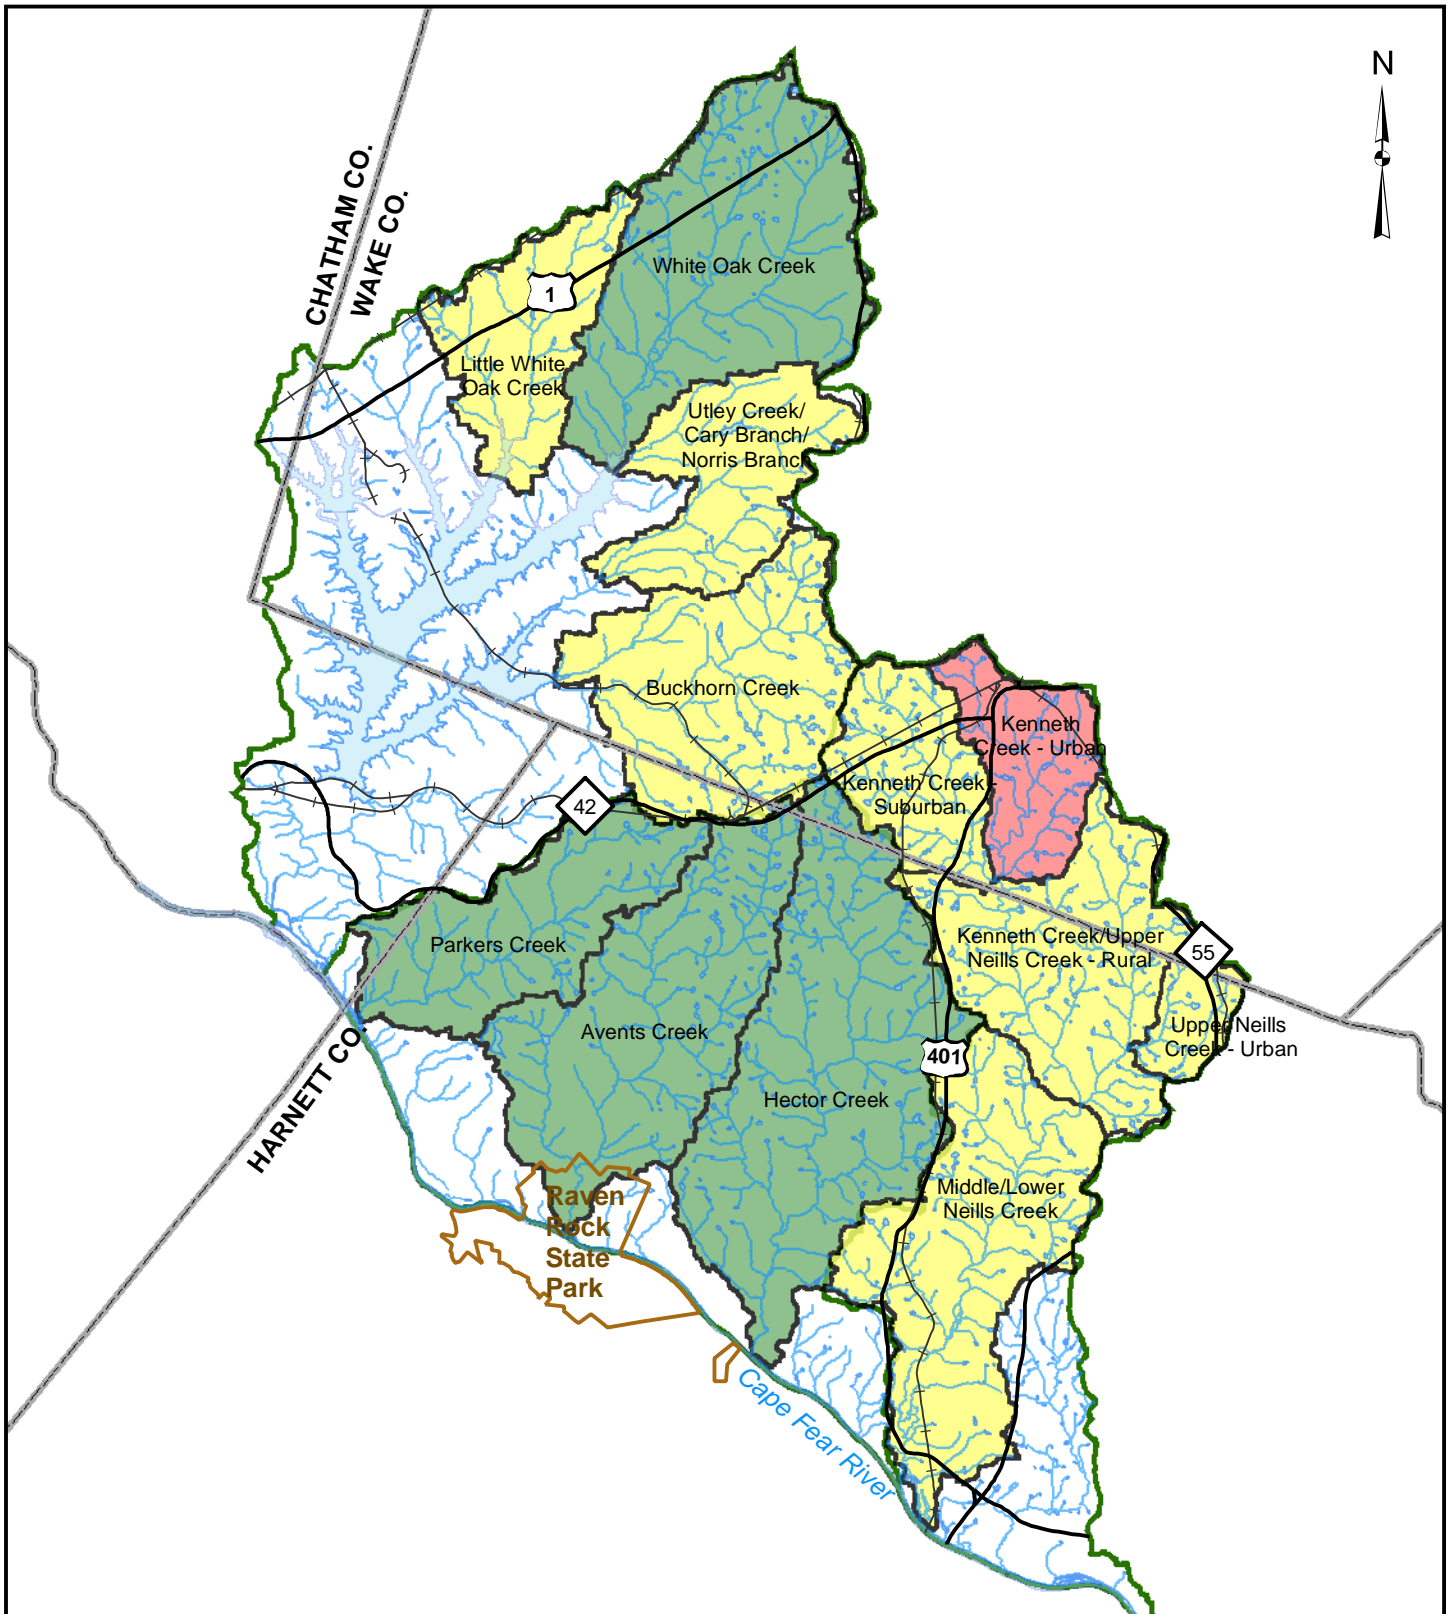 N
CHATHAM CO.
WAKE CO.
White Oak Creek
1
Little White
Oak Creek
Utley Creek/
Cary Branch/
Norris Branch
Buckhorn Creek
Kenneth
Creek - Urban
Kenneth Creek -
Suburban
42
Parkers Creek
Kenneth Creek/Upper
Neills Creek - Rural
55
Avents Creek
Upper Neills
Creek - Urban
401
HARNETT CO.
Hector Creek
Middle/Lower
Neills Creek
Raven
Rock
State
Park
Cape Fear River